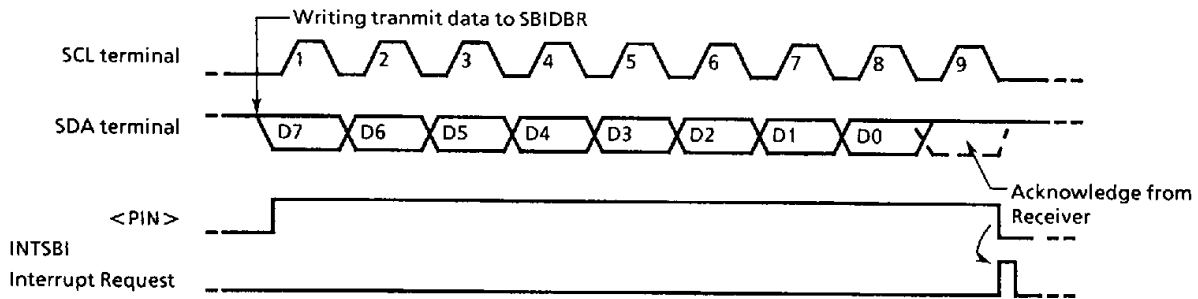 Writing tranmit data to SBIDBR
SCL terminal
1 2 3 4 5 6 7 8 9
SDA terminal
D7 D6 D5 D4 D3 D2 D1 D0
Acknowledge from
Receiver
<PIN>
INTSBI
Interrupt Request